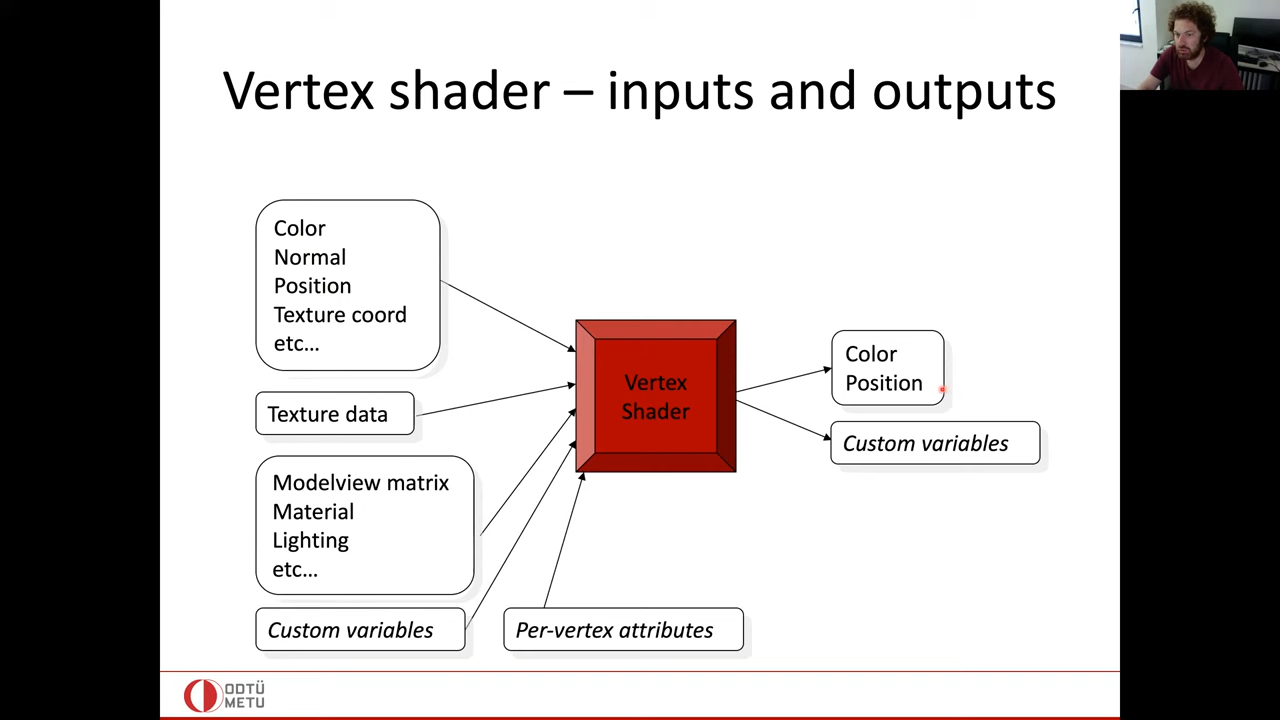 Vertex shader – inputs and outputs
Color
Normal
Position
Texture coord
etc...
Texture data
Modelview matrix
Material
Lighting
etc...
Custom variables
Per-vertex attributes
Vertex
Shader
Color
Position
Custom variables
ODTÜ
METU